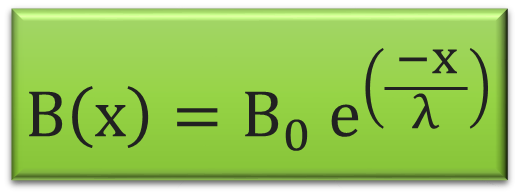 B(x) = B₀ e^(−x/λ)